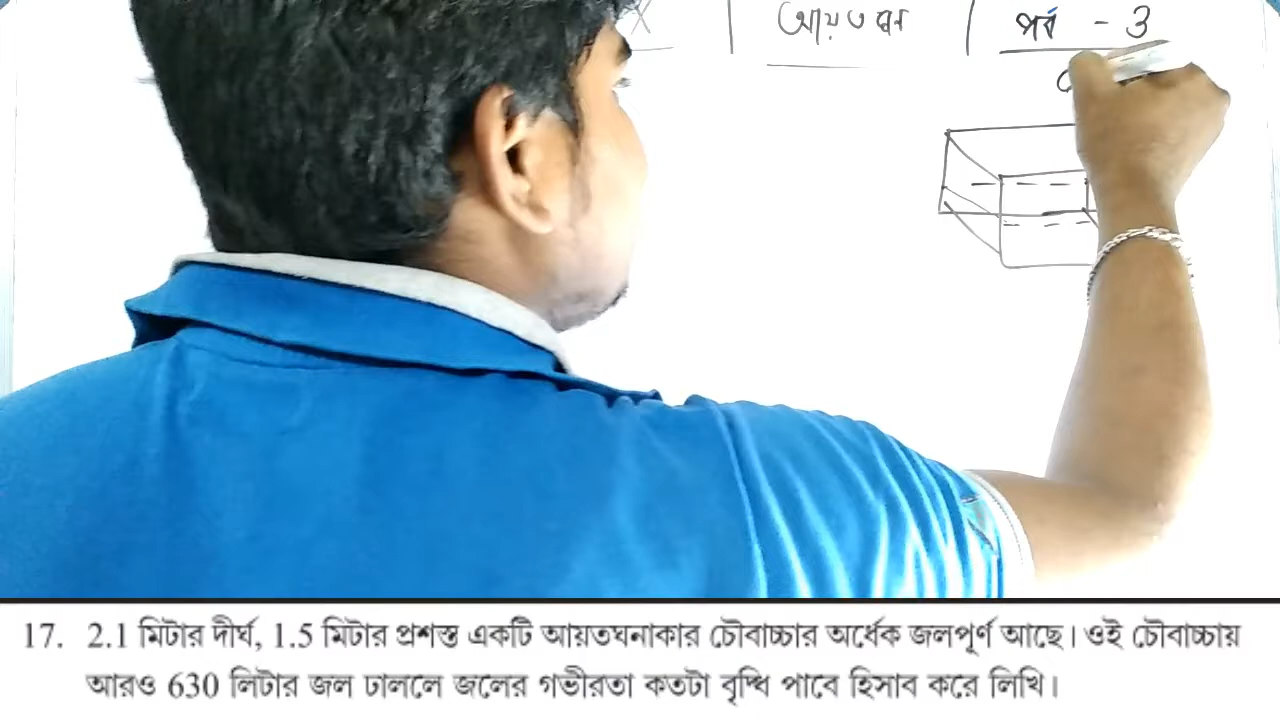 X | আয়তঘন | পর্ব - 3
17. 2.1 মিটার দীর্ঘ, 1.5 মিটার প্রশস্ত একটি আয়তঘনাকার চৌবাচ্চার অর্ধেক জলপূর্ণ আছে। ওই চৌবাচ্চায়
আরও 630 লিটার জল ঢাললে জলের গভীরতা কতটা বৃদ্ধি পাবে হিসাব করে লিখি।